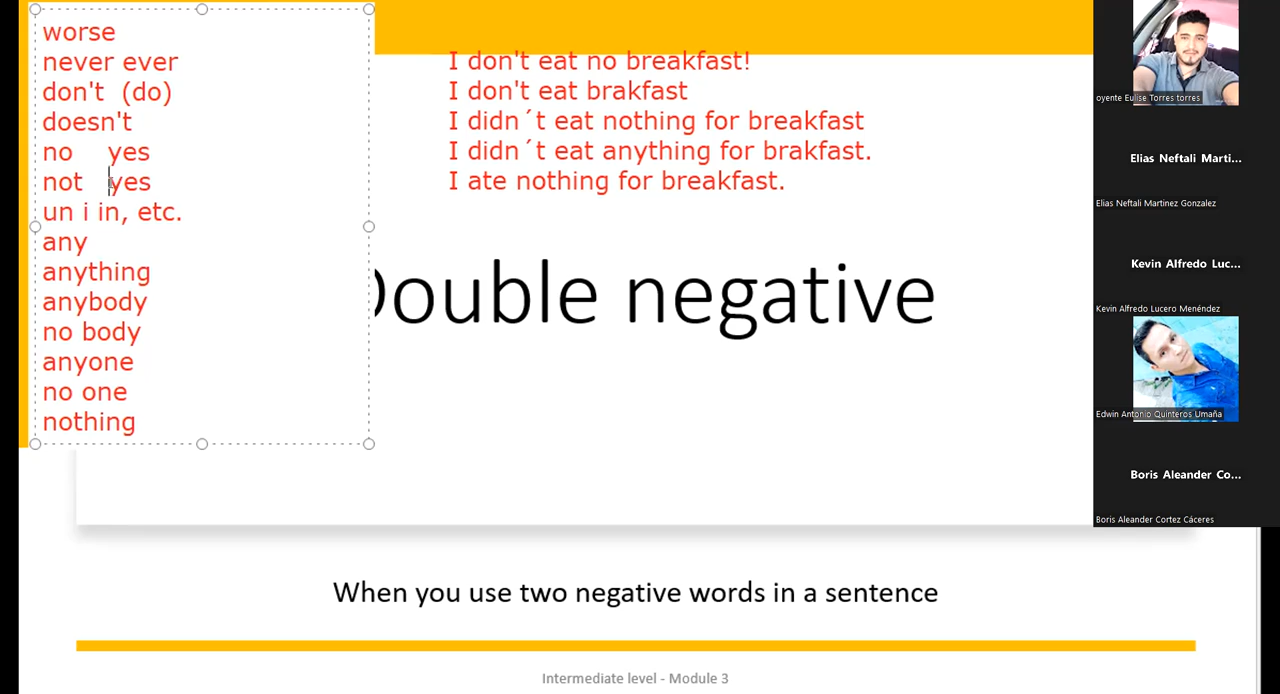 worse
never ever
don't (do)
doesn't
no yes
not yes
un i in, etc.
any
anything
anybody
no body
anyone
no one
nothing
I don't eat no breakfast!
I don't eat brakfast
I didn´t eat nothing for breakfast
I didn´t eat anything for brakfast.
I ate nothing for breakfast.
Double negative
When you use two negative words in a sentence
Intermediate level - Module 3
oyente Eulise Torres torres
Elias Neftali Marti...
Elias Neftali Martinez Gonzalez
Kevin Alfredo Luc...
Kevin Alfredo Lucero Menéndez
Edwin Antonio Quinteros Umaña
Boris Aleander Co...
Boris Aleander Cortez Cáceres